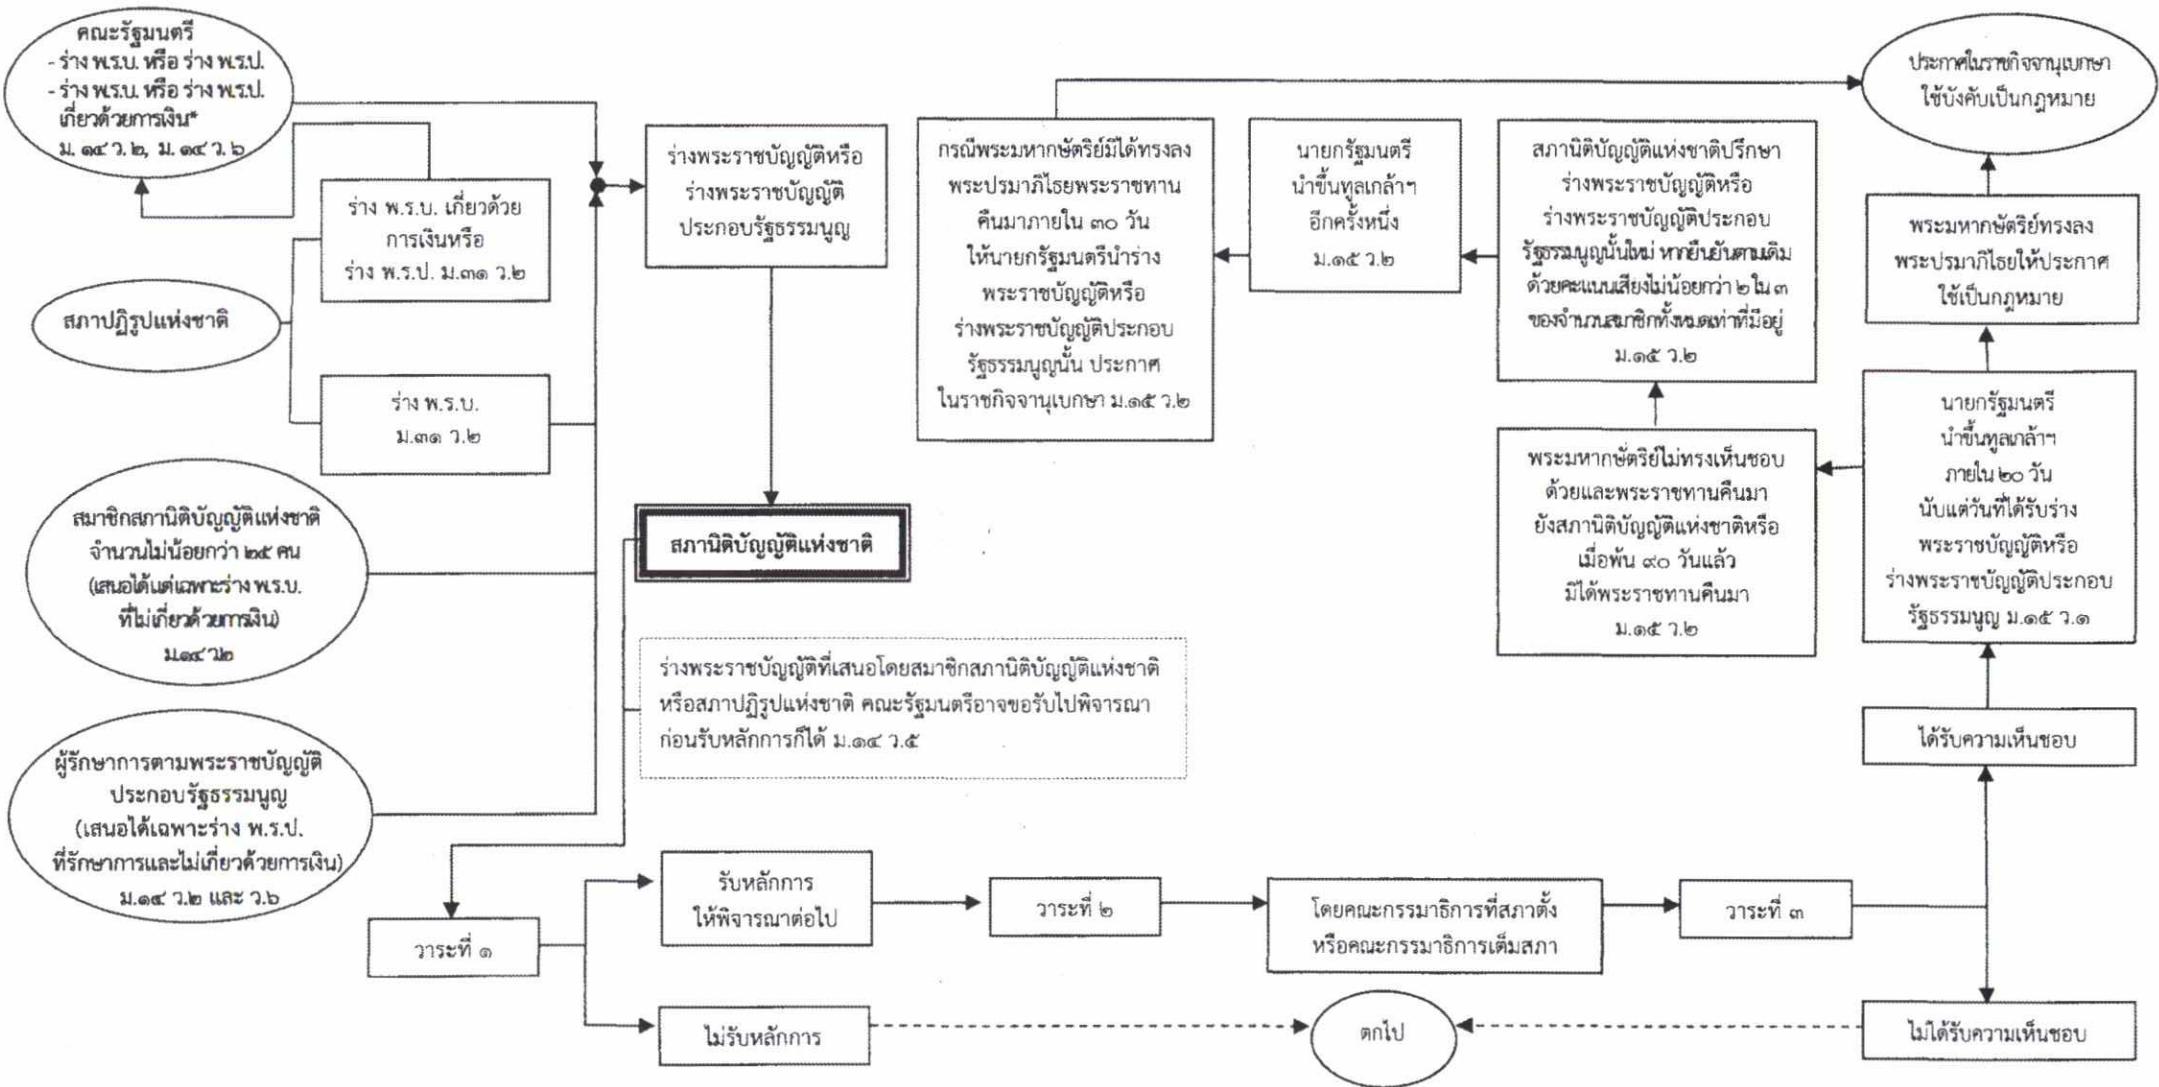 คณะรัฐมนตรี
- ร่าง พ.ร.บ. หรือ ร่าง พ.ร.ป.
- ร่าง พ.ร.บ. หรือ ร่าง พ.ร.ป.
เกี่ยวด้วยการเงิน*
ม. ๑๔ ว. ๒, ม. ๑๔ ว. ๖
ร่าง พ.ร.บ. เกี่ยวด้วย
การเงินหรือ
ร่าง พ.ร.ป. ม.๓๑ ว.๒
สภาปฏิรูปแห่งชาติ
ร่าง พ.ร.บ.
ม.๓๑ ว.๒
สมาชิกสภานิติบัญญัติแห่งชาติ
จำนวนไม่น้อยกว่า ๒๕ คน
(เสนอได้แต่เฉพาะร่าง พ.ร.บ.
ที่ไม่เกี่ยวด้วยการเงิน)
ม.๑๔ ว.๒
ผู้รักษาการตามพระราชบัญญัติ
ประกอบรัฐธรรมนูญ
(เสนอได้เฉพาะร่าง พ.ร.ป.
ที่รักษาการและไม่เกี่ยวด้วยการเงิน)
ม.๑๔ ว.๒ และ ว.๖
ร่างพระราชบัญญัติหรือ
ร่างพระราชบัญญัติ
ประกอบรัฐธรรมนูญ
สภานิติบัญญัติแห่งชาติ
ร่างพระราชบัญญัติที่เสนอโดยสมาชิกสภานิติบัญญัติแห่งชาติ
หรือสภาปฏิรูปแห่งชาติ คณะรัฐมนตรีอาจขอรับไปพิจารณา
ก่อนรับหลักการก็ได้ ม.๑๔ ว.๕
วาระที่ ๑
รับหลักการ
ให้พิจารณาต่อไป
ไม่รับหลักการ
วาระที่ ๒
โดยคณะกรรมาธิการที่สภาตั้ง
หรือคณะกรรมาธิการเต็มสภา
วาระที่ ๓
ตกไป
ได้รับความเห็นชอบ
ไม่ได้รับความเห็นชอบ
นายกรัฐมนตรี
นำขึ้นทูลเกล้าฯ
ภายใน ๒๐ วัน
นับแต่วันที่ได้รับร่าง
พระราชบัญญัติหรือ
ร่างพระราชบัญญัติประกอบ
รัฐธรรมนูญ ม.๑๕ ว.๑
พระมหากษัตริย์ทรงลง
พระปรมาภิไธยให้ประกาศ
ใช้เป็นกฎหมาย
ประกาศในราชกิจจานุเบกษา
ใช้บังคับเป็นกฎหมาย
พระมหากษัตริย์ไม่ทรงเห็นชอบ
ด้วยและพระราชทานคืนมา
ยังสภานิติบัญญัติแห่งชาติหรือ
เมื่อพ้น ๙๐ วันแล้ว
มิได้พระราชทานคืนมา
ม.๑๕ ว.๒
สภานิติบัญญัติแห่งชาติปรึกษา
ร่างพระราชบัญญัติหรือ
ร่างพระราชบัญญัติประกอบ
รัฐธรรมนูญนั้นใหม่ หากยืนยันตามเดิม
ด้วยคะแนนเสียงไม่น้อยกว่า ๒ ใน ๓
ของจำนวนสมาชิกทั้งหมดเท่าที่มีอยู่
ม.๑๕ ว.๒
นายกรัฐมนตรี
นำขึ้นทูลเกล้าฯ
อีกครั้งหนึ่ง
ม.๑๕ ว.๒
กรณีพระมหากษัตริย์มิได้ทรงลง
พระปรมาภิไธยพระราชทาน
คืนมาภายใน ๓๐ วัน
ให้นายกรัฐมนตรีนำร่าง
พระราชบัญญัติหรือ
ร่างพระราชบัญญัติประกอบ
รัฐธรรมนูญนั้น ประกาศ
ในราชกิจจานุเบกษา ม.๑๕ ว.๒